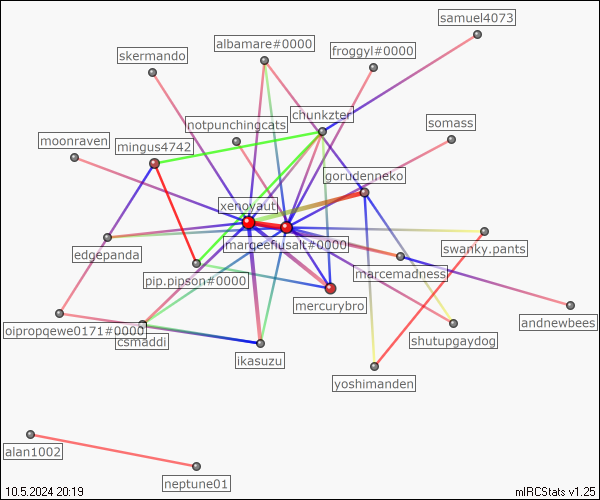 samuel4073
albamare#0000
froggyl#0000
skermando
chunkzter
notpunchingcats
somass
moonraven
mingus4742
gorudenneko
xenoyaut
edgepanda
marceefiusalt#0000
swanky.pants
pip.pipson#0000
marcemadness
mercurybro
andnewbees
oipropqewe0171#0000
csmaddi
shutupgaydog
ikasuzu
yoshimanden
alan1002
neptune01
10.5.2024 20:19
mIRCStats v1.25